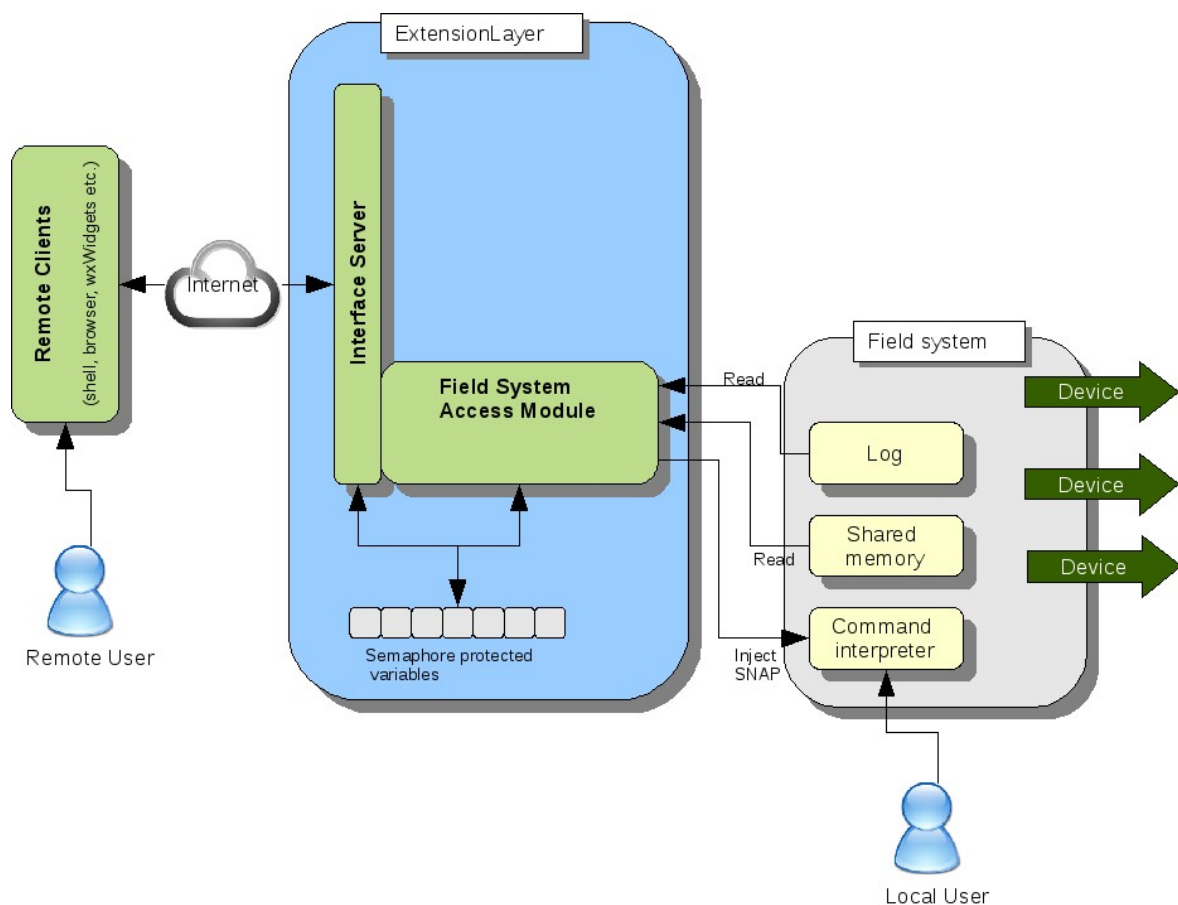 ExtensionLayer
Remote Clients
(shell, browser, wxWidgets etc.)
Internet
Interface Server
Field System
Access Module
Semaphore protected
variables
Remote User
Read
Read
Inject
SNAP
Field system
Log
Shared
memory
Command
interpreter
Device
Device
Device
Local User